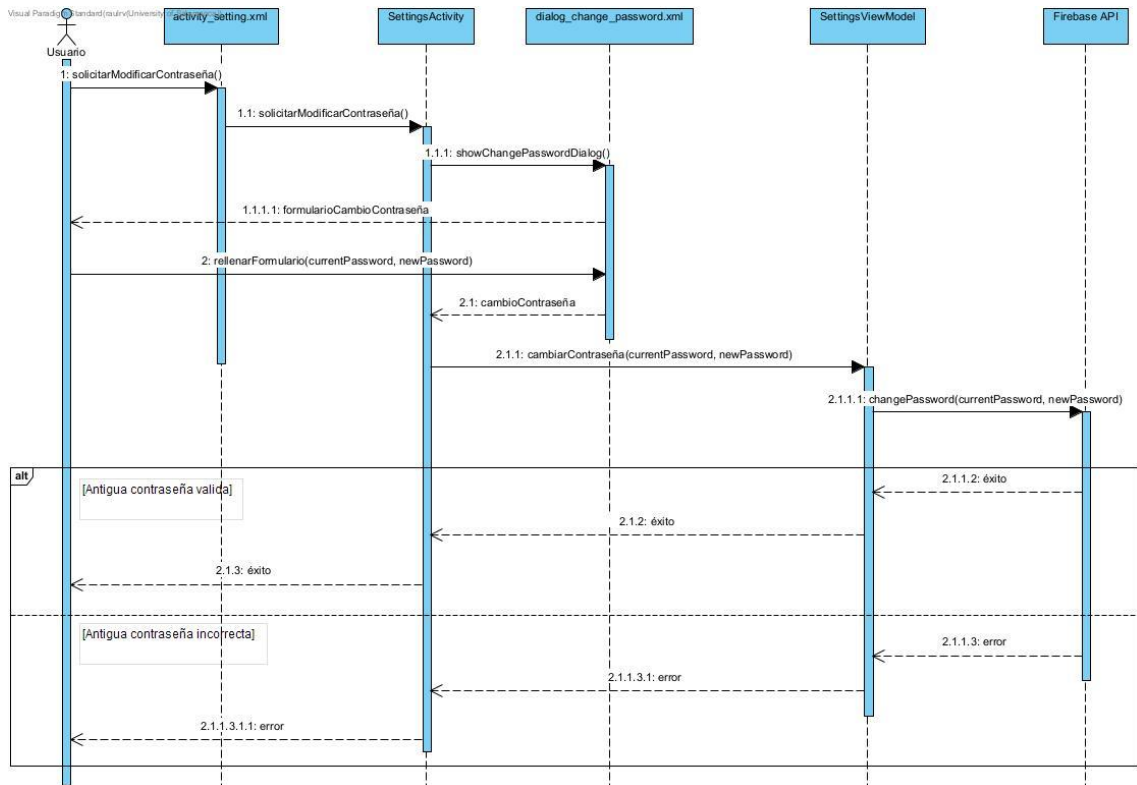 Visual Paradigm Standard(raulrv(University of
activity_setting.xml
SettingsActivity
dialog_change_password.xml
SettingsViewModel
Firebase API
Usuario
1: solicitarModificarContraseña()
1.1: solicitarModificarContraseña()
1.1.1: showChangePasswordDialog()
1.1.1.1: formularioCambioContraseña
2: rellenarFormulario(currentPassword, newPassword)
2.1: cambioContraseña
2.1.1: cambiarContraseña(currentPassword, newPassword)
2.1.1.1: changePassword(currentPassword, newPassword)
alt
[Antigua contraseña valida]
2.1.1.2: éxito
2.1.2: éxito
2.1.3: éxito
[Antigua contraseña incorrecta]
2.1.1.3: error
2.1.1.3.1: error
2.1.1.3.1.1: error